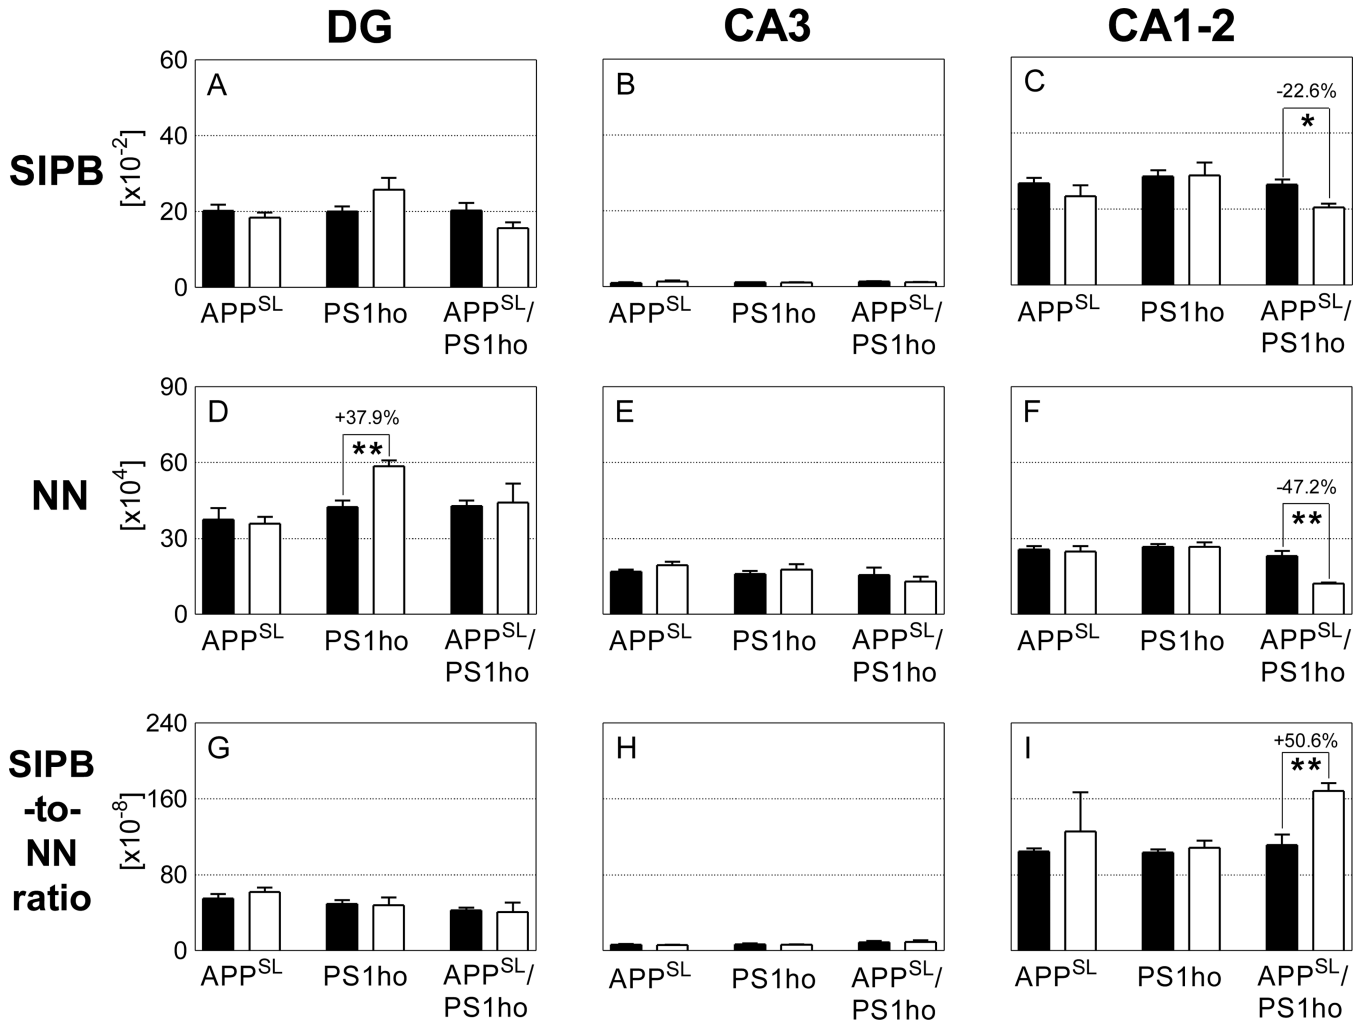 DG CA3 CA1-2
SIPB
[x10-2]
60
40
20
0
A
APPSL PS1ho APPSL/
PS1ho
B
APPSL PS1ho APPSL/
PS1ho
C
-22.6%
*
APPSL PS1ho APPSL/
PS1ho
NN
[x104]
90
60
30
0
D
+37.9%
**
APPSL PS1ho APPSL/
PS1ho
E
APPSL PS1ho APPSL/
PS1ho
F
-47.2%
**
APPSL PS1ho APPSL/
PS1ho
SIPB
-to-
NN
ratio
[x10-8]
240
160
80
0
G
APPSL PS1ho APPSL/
PS1ho
H
APPSL PS1ho APPSL/
PS1ho
I
+50.6%
**
APPSL PS1ho APPSL/
PS1ho